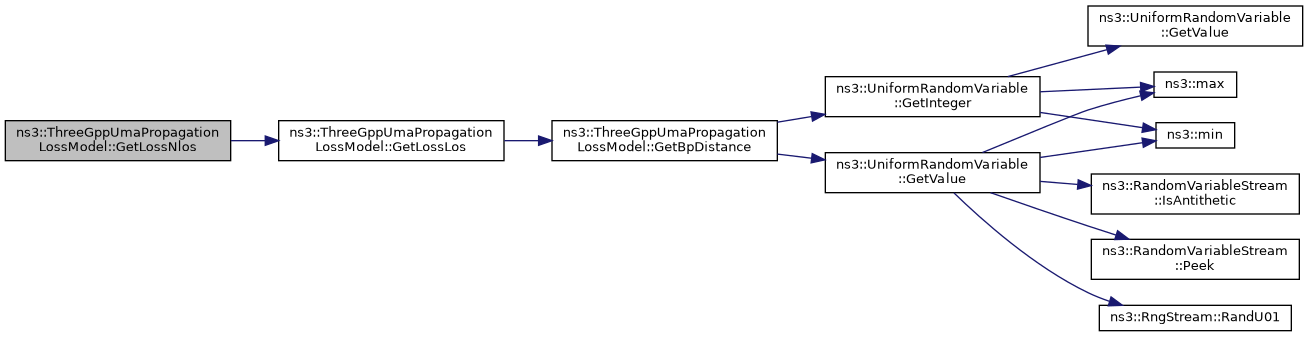 ns3::ThreeGppUmaPropagation
LossModel::GetLossNlos
ns3::ThreeGppUmaPropagation
LossModel::GetLossLos
ns3::ThreeGppUmaPropagation
LossModel::GetBpDistance
ns3::UniformRandomVariable
::GetInteger
ns3::UniformRandomVariable
::GetValue
ns3::UniformRandomVariable
::GetValue
ns3::max
ns3::min
ns3::RandomVariableStream
::IsAntithetic
ns3::RandomVariableStream
::Peek
ns3::RngStream::RandU01